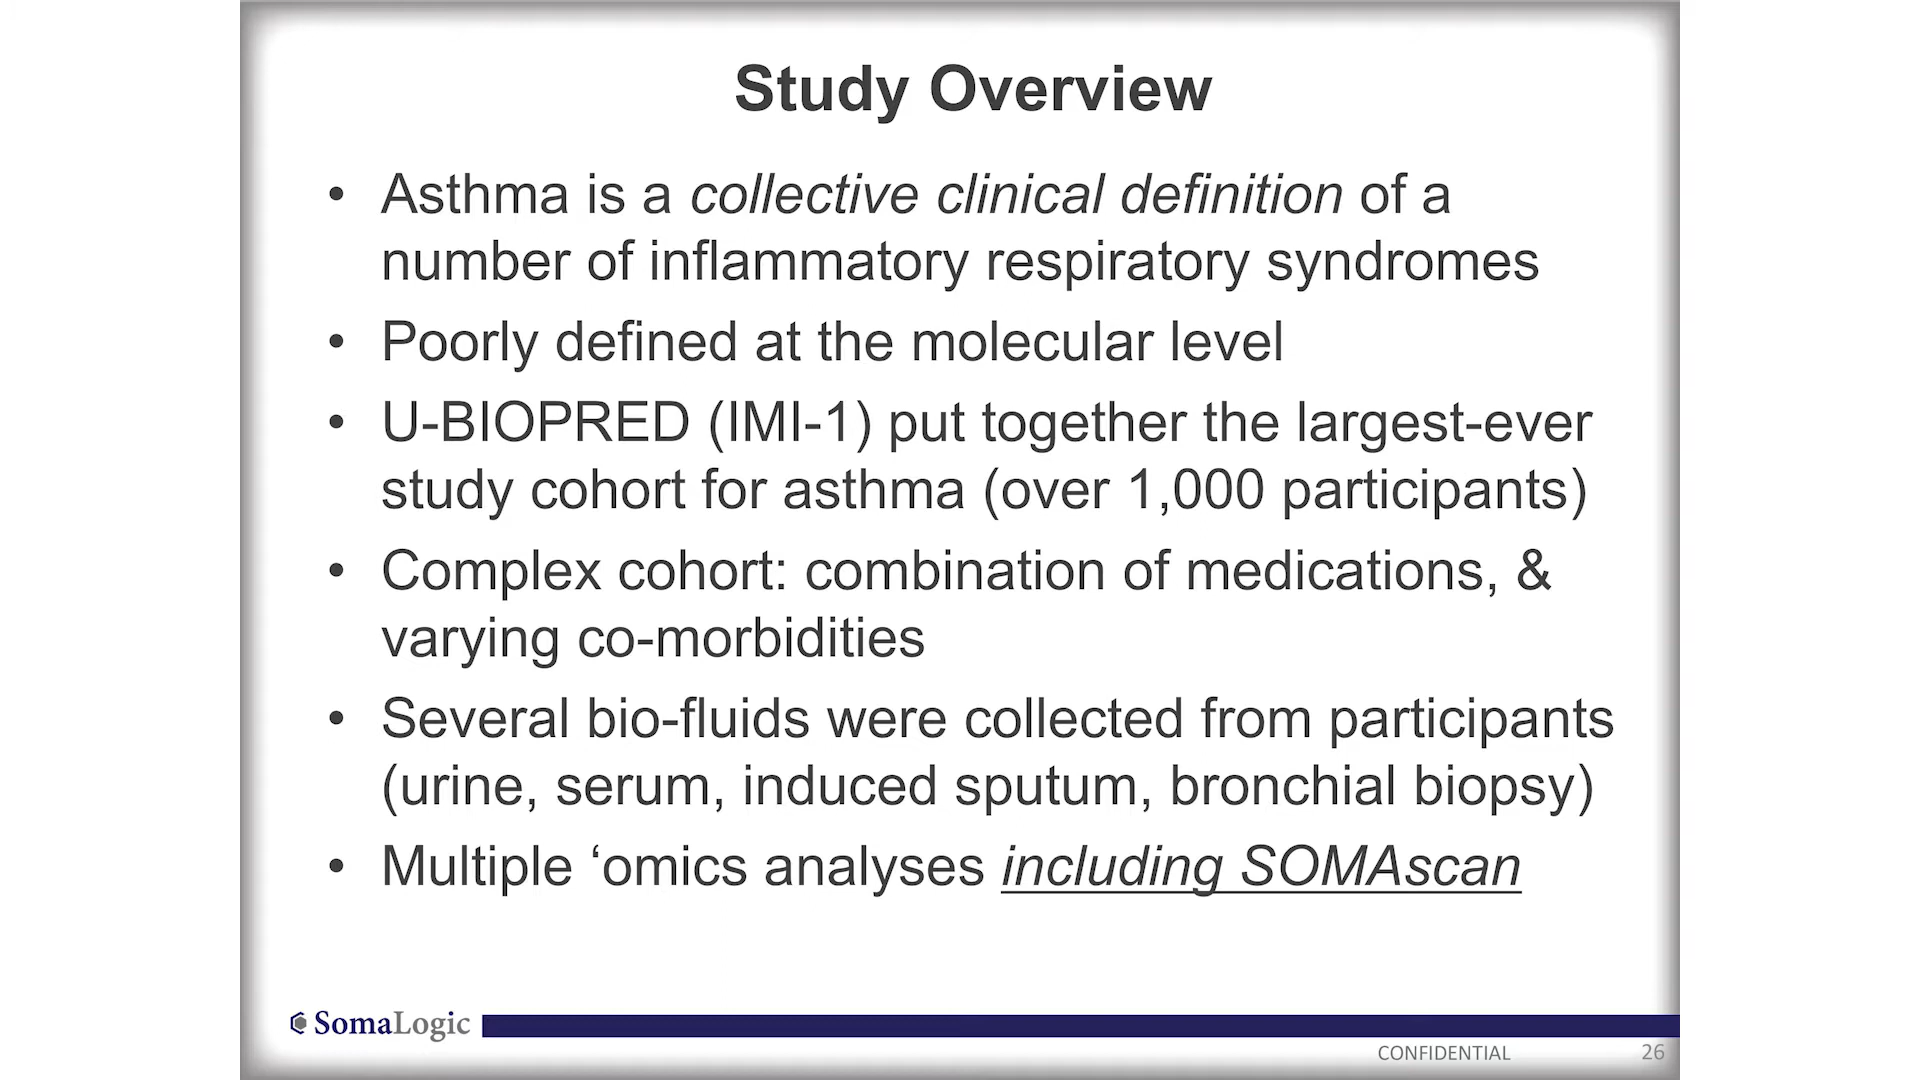 Study Overview
• Asthma is a collective clinical definition of a
number of inflammatory respiratory syndromes
• Poorly defined at the molecular level
• U-BIOPRED (IMI-1) put together the largest-ever
study cohort for asthma (over 1,000 participants)
• Complex cohort: combination of medications, &
varying co-morbidities
• Several bio-fluids were collected from participants
(urine, serum, induced sputum, bronchial biopsy)
• Multiple ‘omics analyses including SOMAscan
SomaLogic
CONFIDENTIAL 26